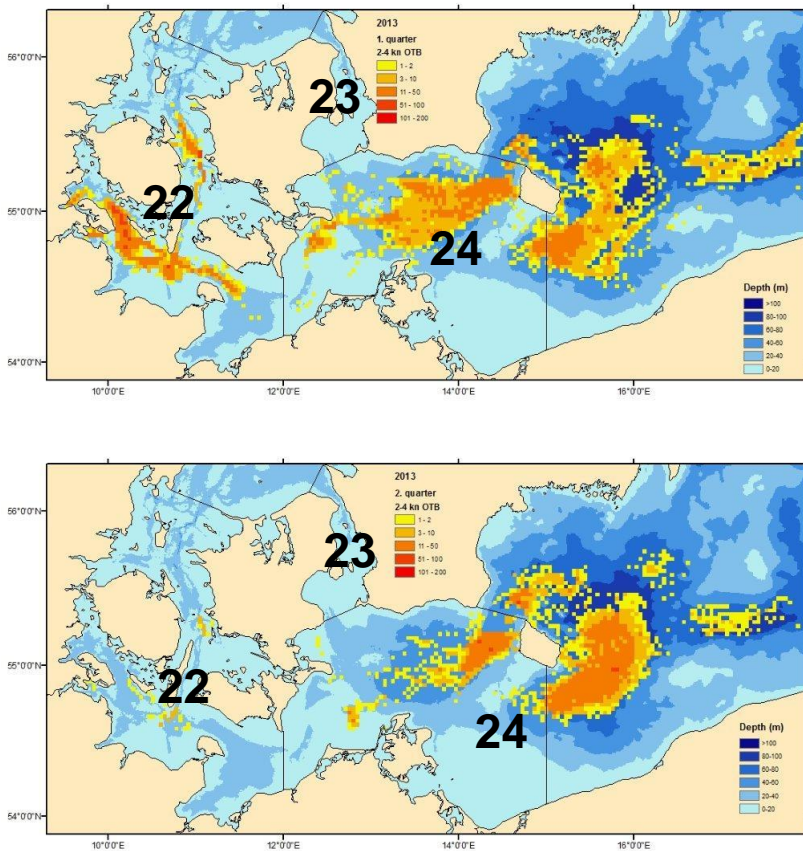 2013
1. quarter
2-4 kn OTB
1 - 2
3 - 10
11 - 50
51 - 100
101 - 200
23
22
24
56°0'0"N
55°0'0"N
54°0'0"N
Depth (m)
>100
80-100
60-80
40-60
20-40
0-20
10°0'0"E
12°0'0"E
14°0'0"E
16°0'0"E
2013
2. quarter
2-4 kn OTB
1 - 2
3 - 10
11 - 50
51 - 100
101 - 200
23
22
24
56°0'0"N
55°0'0"N
54°0'0"N
Depth (m)
>100
80-100
60-80
40-60
20-40
0-20
10°0'0"E
12°0'0"E
14°0'0"E
16°0'0"E